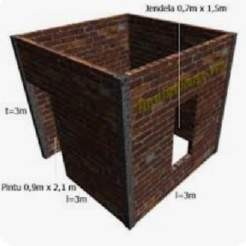 Jendela 0,7m x 1,5m
t=3m
Pintu 0,9m x 2,1 m
l=3m
l=3m